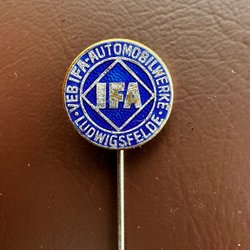 VEB IFA-AUTOMOBILWERKE
IFA
· LUDWIGSFELDE ·